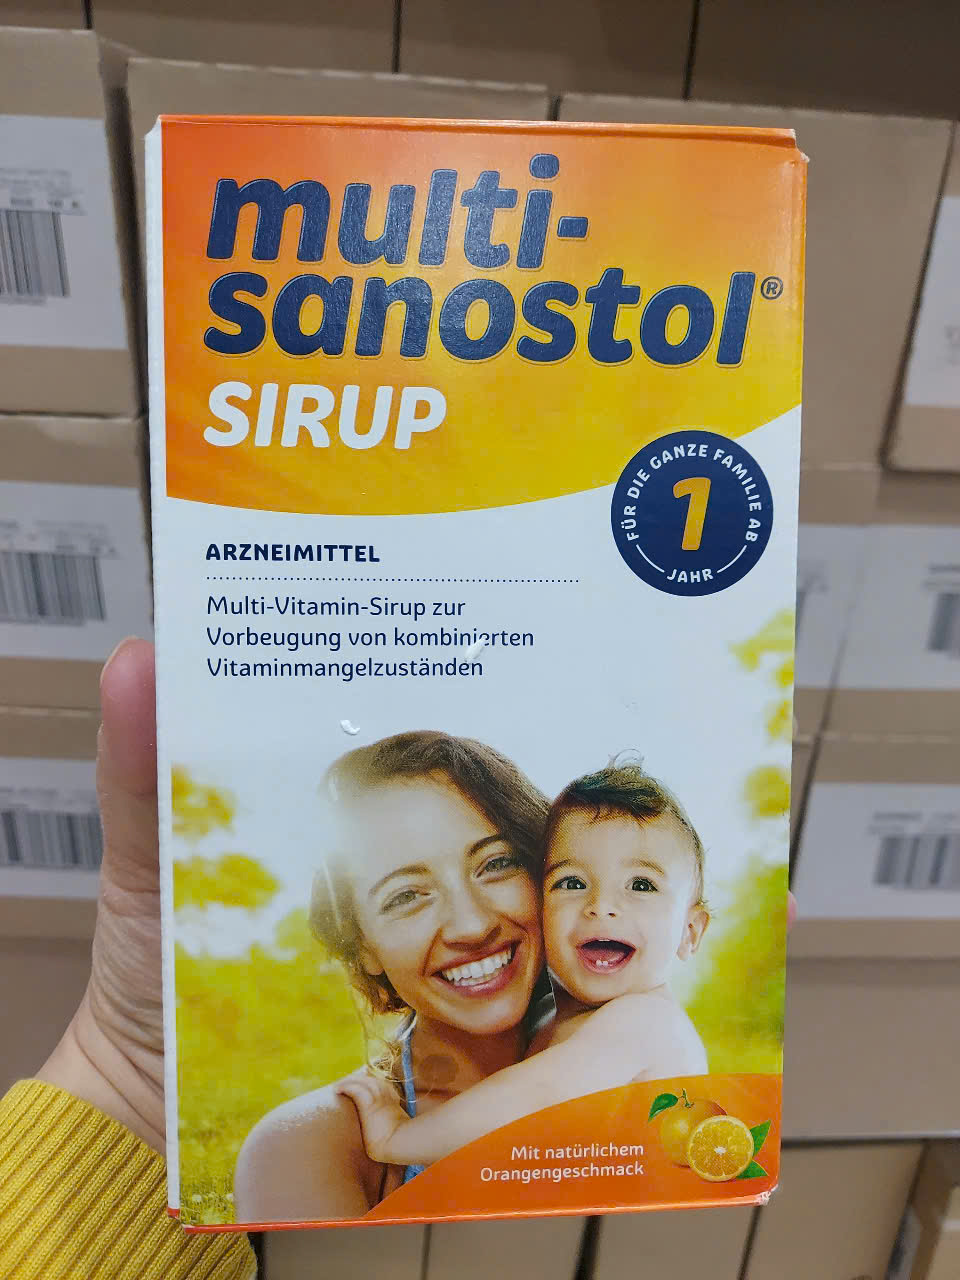 multi-
sanostol®
SIRUP
FÜR DIE GANZE FAMILIE AB
1
JAHR
ARZNEIMITTEL
Multi-Vitamin-Sirup zur
Vorbeugung von kombinierten
Vitaminmangelzuständen
Mit natürlichem
Orangengeschmack